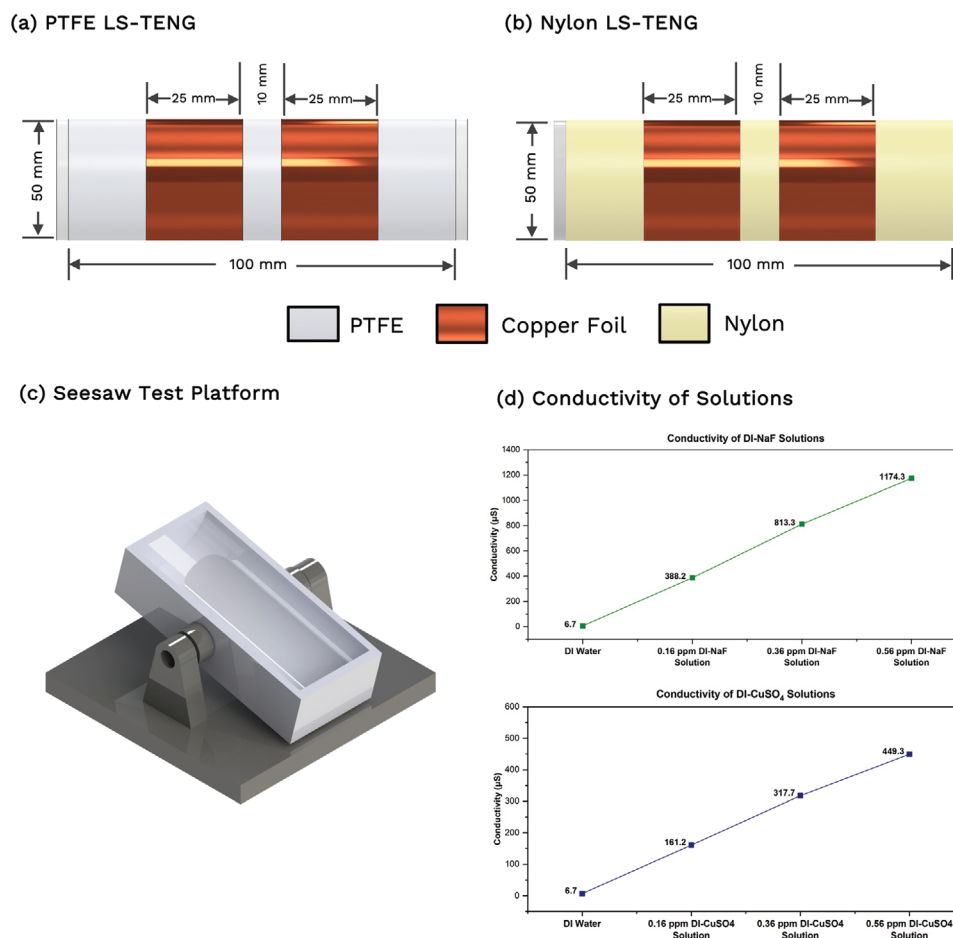 (a) PTFE LS-TENG
(b) Nylon LS-TENG
25 mm
10 mm
25 mm
50 mm
100 mm
25 mm
10 mm
25 mm
50 mm
100 mm
PTFE
Copper Foil
Nylon
(c) Seesaw Test Platform
(d) Conductivity of Solutions
Conductivity of DI-NaF Solutions
Conductivity (µS)
1400
1200
1000
800
600
400
200
0
6.7
388.2
813.3
1174.3
DI Water
0.16 ppm DI-NaF
Solution
0.36 ppm DI-NaF
Solution
0.56 ppm DI-NaF
Solution
Conductivity of DI-CuSO₄ Solutions
Conductivity (µS)
600
500
400
300
200
100
0
6.7
161.2
317.7
449.3
DI Water
0.16 ppm DI-CuSO4
Solution
0.36 ppm DI-CuSO4
Solution
0.56 ppm DI-CuSO4
Solution